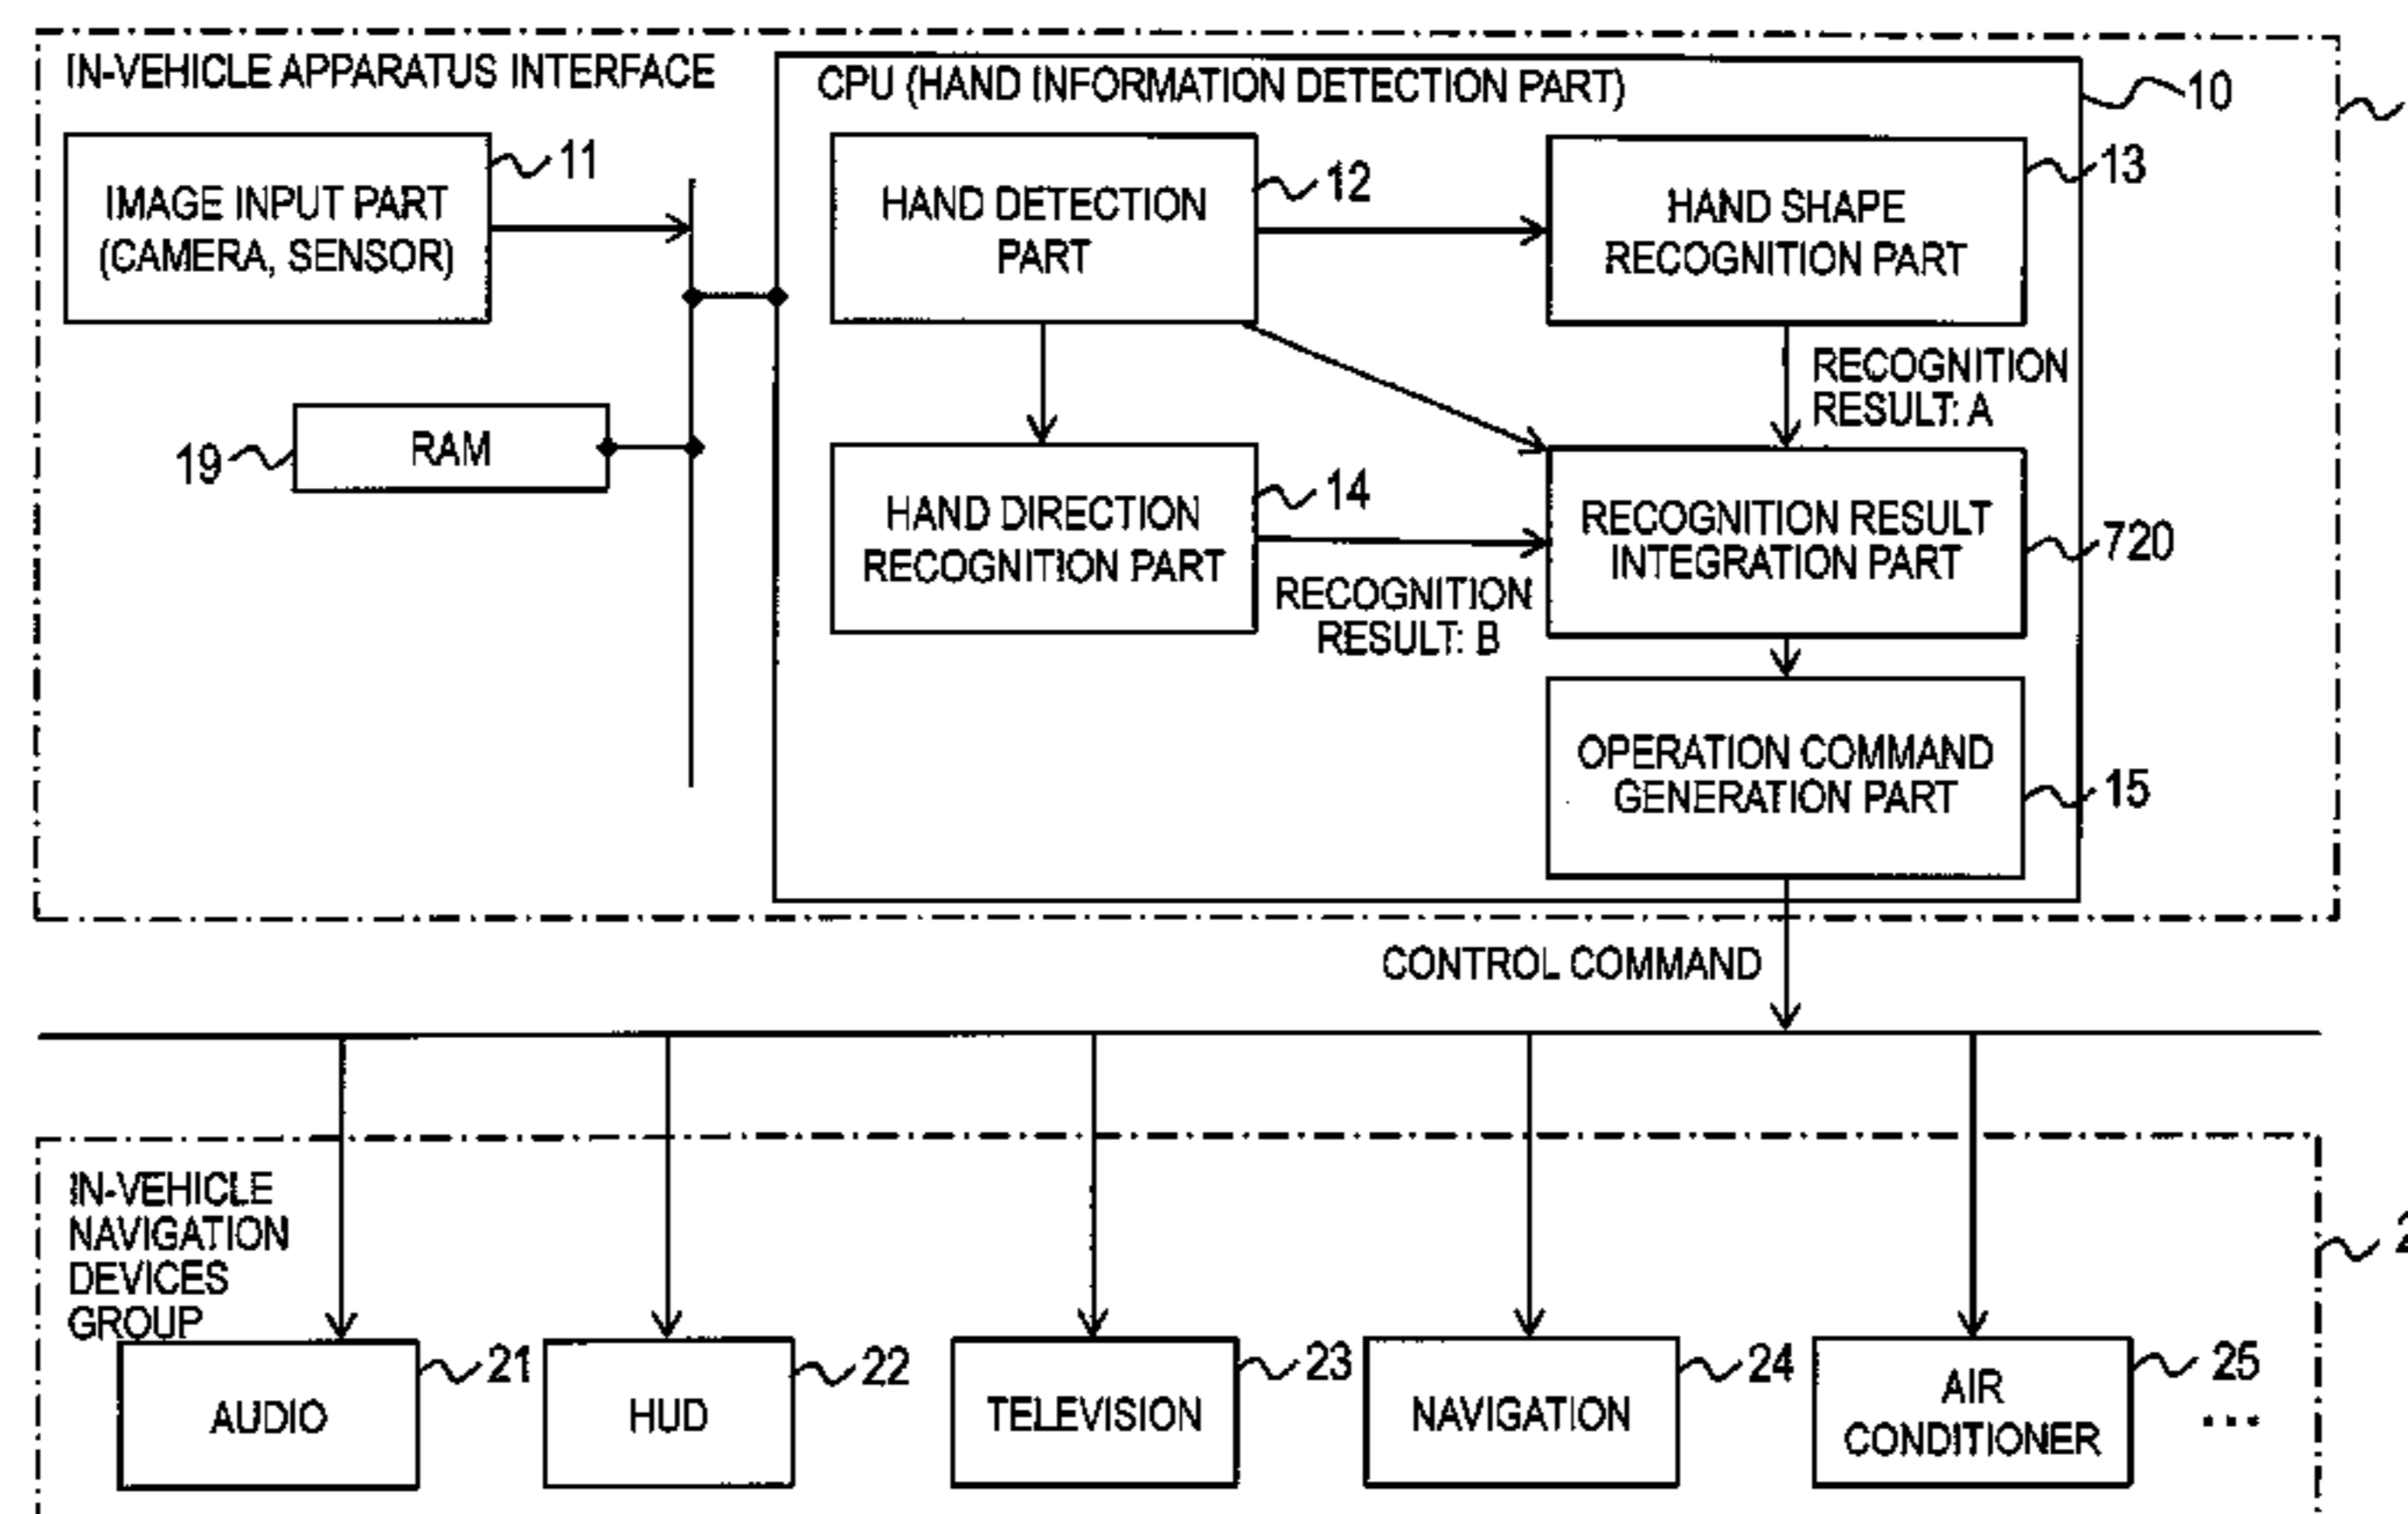 IN-VEHICLE APPARATUS INTERFACE
CPU (HAND INFORMATION DETECTION PART)
10
IMAGE INPUT PART
(CAMERA, SENSOR)
11
HAND DETECTION
PART
12
HAND SHAPE
RECOGNITION PART
13
RECOGNITION
RESULT: A
RAM
19
HAND DIRECTION
RECOGNITION PART
14
RECOGNITION
RESULT: B
RECOGNITION RESULT
INTEGRATION PART
720
OPERATION COMMAND
GENERATION PART
15
CONTROL COMMAND
IN-VEHICLE
NAVIGATION
DEVICES
GROUP
AUDIO
21
HUD
22
TELEVISION
23
NAVIGATION
24
AIR
CONDITIONER
25
...